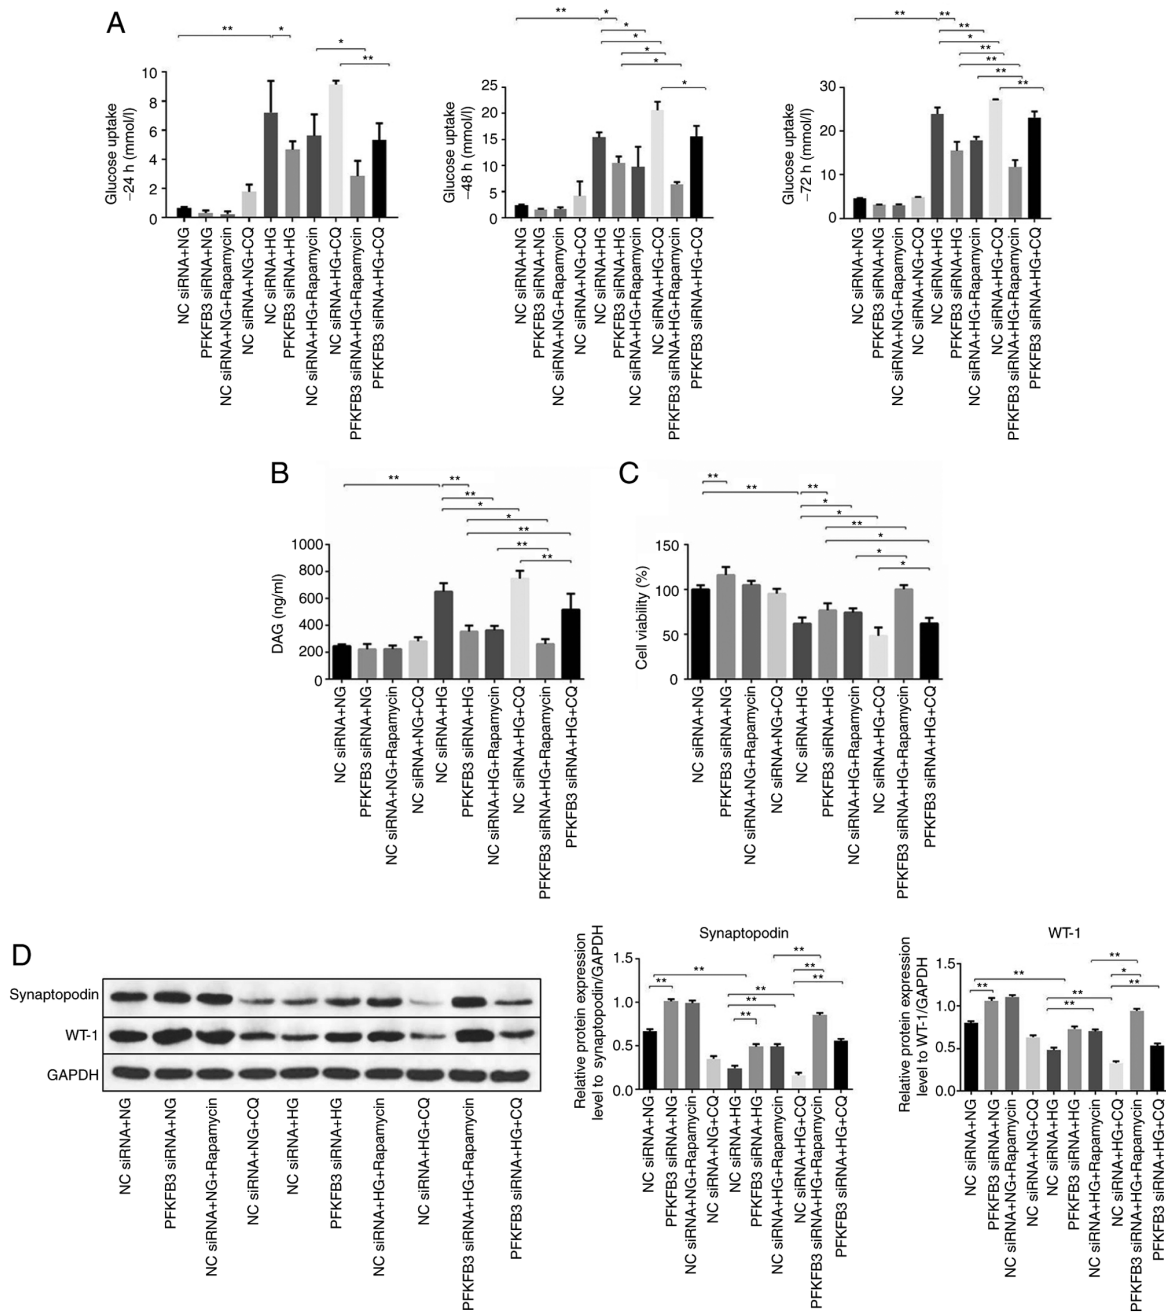 A
** *
*
**
Glucose uptake
–24 h (mmol/l)
10
8
6
4
2
0
NC siRNA+NG
PFKFB3 siRNA+NG
NC siRNA+NG+Rapamycin
NC siRNA+NG+CQ
NC siRNA+HG
PFKFB3 siRNA+HG
NC siRNA+HG+Rapamycin
NC siRNA+HG+CQ
PFKFB3 siRNA+HG+Rapamycin
PFKFB3 siRNA+HG+CQ
** *
*
*
*
*
*
Glucose uptake
–48 h (mmol/l)
25
20
15
10
5
0
NC siRNA+NG
PFKFB3 siRNA+NG
NC siRNA+NG+Rapamycin
NC siRNA+NG+CQ
NC siRNA+HG
PFKFB3 siRNA+HG
NC siRNA+HG+Rapamycin
NC siRNA+HG+CQ
PFKFB3 siRNA+HG+Rapamycin
PFKFB3 siRNA+HG+CQ
** **
**
*
**
**
**
**
Glucose uptake
–72 h (mmol/l)
30
20
10
0
NC siRNA+NG
PFKFB3 siRNA+NG
NC siRNA+NG+Rapamycin
NC siRNA+NG+CQ
NC siRNA+HG
PFKFB3 siRNA+HG
NC siRNA+HG+Rapamycin
NC siRNA+HG+CQ
PFKFB3 siRNA+HG+Rapamycin
PFKFB3 siRNA+HG+CQ
B
** **
**
*
*
**
**
**
DAG (ng/ml)
1000
800
600
400
200
0
NC siRNA+NG
PFKFB3 siRNA+NG
NC siRNA+NG+Rapamycin
NC siRNA+NG+CQ
NC siRNA+HG
PFKFB3 siRNA+HG
NC siRNA+HG+Rapamycin
NC siRNA+HG+CQ
PFKFB3 siRNA+HG+Rapamycin
PFKFB3 siRNA+HG+CQ
C
**
** **
*
*
**
*
*
*
Cell viability (%)
150
100
50
0
NC siRNA+NG
PFKFB3 siRNA+NG
NC siRNA+NG+Rapamycin
NC siRNA+NG+CQ
NC siRNA+HG
PFKFB3 siRNA+HG
NC siRNA+HG+Rapamycin
NC siRNA+HG+CQ
PFKFB3 siRNA+HG+Rapamycin
PFKFB3 siRNA+HG+CQ
D
Synaptopodin
WT-1
GAPDH
NC siRNA+NG
PFKFB3 siRNA+NG
NC siRNA+NG+Rapamycin
NC siRNA+NG+CQ
NC siRNA+HG
PFKFB3 siRNA+HG
NC siRNA+HG+Rapamycin
NC siRNA+HG+CQ
PFKFB3 siRNA+HG+Rapamycin
PFKFB3 siRNA+HG+CQ
Synaptopodin
**
** **
** **
**
**
**
Relative protein expression
level to synaptopodin/GAPDH
1.5
1.0
0.5
0.0
NC siRNA+NG
PFKFB3 siRNA+NG
NC siRNA+NG+Rapamycin
NC siRNA+NG+CQ
NC siRNA+HG
PFKFB3 siRNA+HG
NC siRNA+HG+Rapamycin
NC siRNA+HG+CQ
PFKFB3 siRNA+HG+Rapamycin
PFKFB3 siRNA+HG+CQ
WT-1
**
** *
** **
**
**
Relative protein expression
level to WT-1/GAPDH
1.5
1.0
0.5
0.0
NC siRNA+NG
PFKFB3 siRNA+NG
NC siRNA+NG+Rapamycin
NC siRNA+NG+CQ
NC siRNA+HG
PFKFB3 siRNA+HG
NC siRNA+HG+Rapamycin
NC siRNA+HG+CQ
PFKFB3 siRNA+HG+Rapamycin
PFKFB3 siRNA+HG+CQ